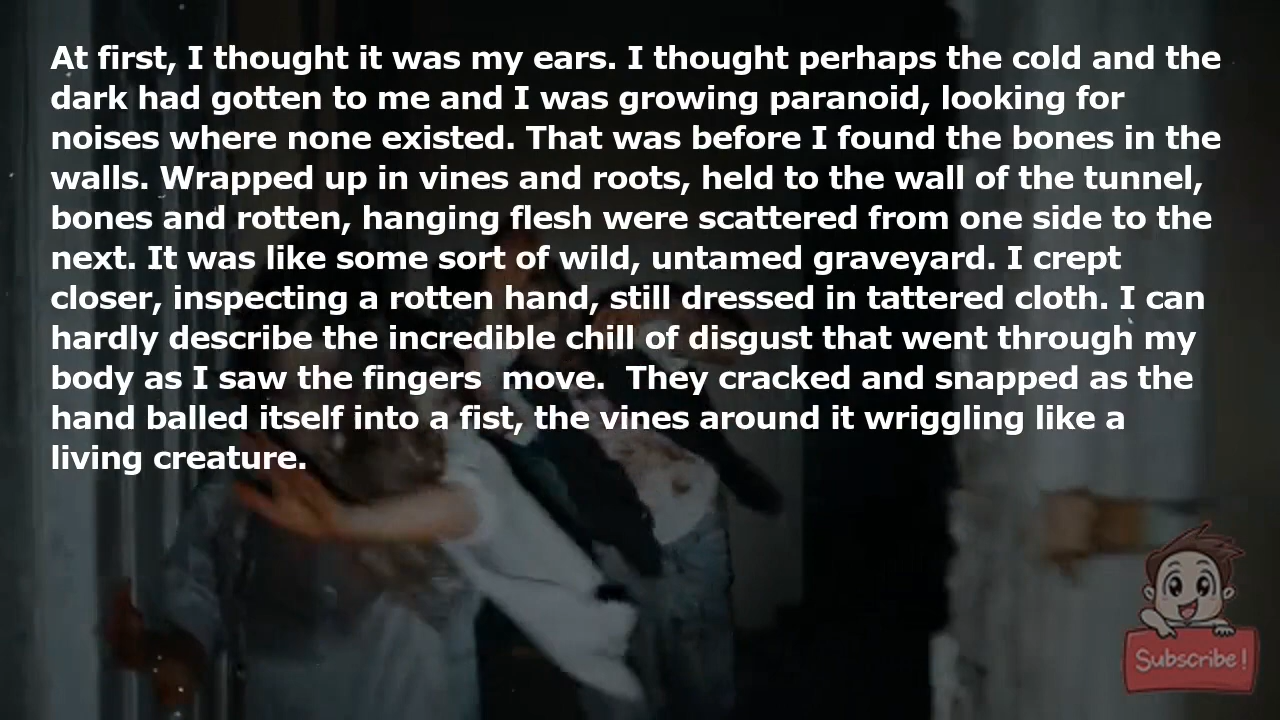 At first, I thought it was my ears. I thought perhaps the cold and the
dark had gotten to me and I was growing paranoid, looking for
noises where none existed. That was before I found the bones in the
walls. Wrapped up in vines and roots, held to the wall of the tunnel,
bones and rotten, hanging flesh were scattered from one side to the
next. It was like some sort of wild, untamed graveyard. I crept
closer, inspecting a rotten hand, still dressed in tattered cloth. I can
hardly describe the incredible chill of disgust that went through my
body as I saw the fingers  move.  They cracked and snapped as the
hand balled itself into a fist, the vines around it wriggling like a
living creature.
Subscribe!